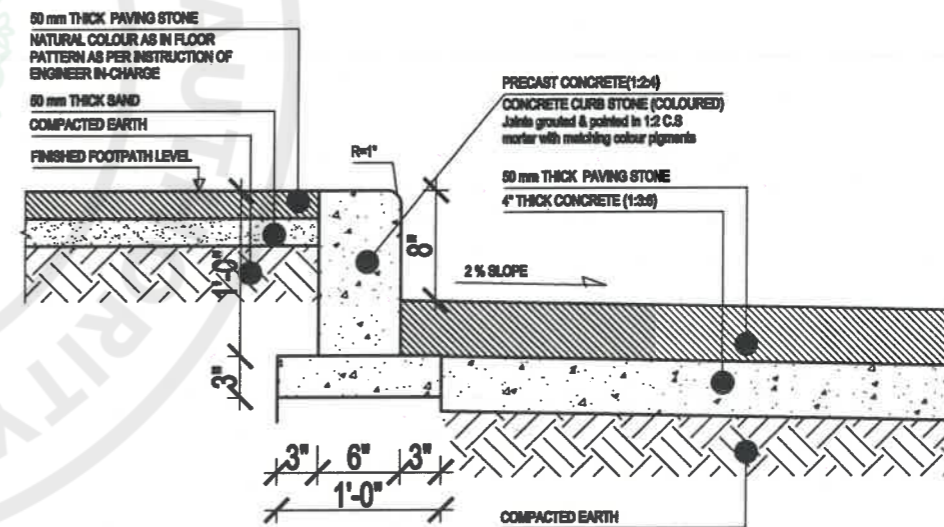 50 mm THICK PAVING STONE
NATURAL COLOUR AS IN FLOOR
PATTERN AS PER INSTRUCTION OF
ENGINEER IN-CHARGE
50 mm THICK SAND
COMPACTED EARTH
FINISHED FOOTPATH LEVEL
R=1"
PRECAST CONCRETE(1:2:4)
CONCRETE CURB STONE (COLOURED)
Joints grouted & pointed in 1:2 C.S
morter with matching colour pigments
50 mm THICK PAVING STONE
4" THICK CONCRETE (1:3:6)
8"
2 % SLOPE
1'-0"
3"
3" 6" 3"
1'-0"
COMPACTED EARTH